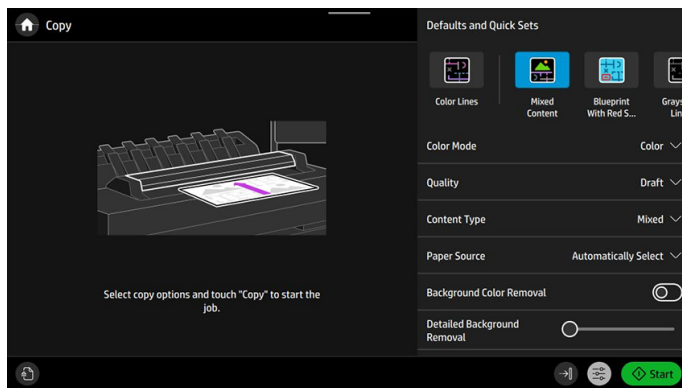 Copy
Select copy options and touch "Copy" to start the
job.
Defaults and Quick Sets
Color Lines
Mixed
Content
Blueprint
With Red S...
Grays
Lin
Color Mode
Color
Quality
Draft
Content Type
Mixed
Paper Source
Automatically Select
Background Color Removal
Detailed Background
Removal
Start